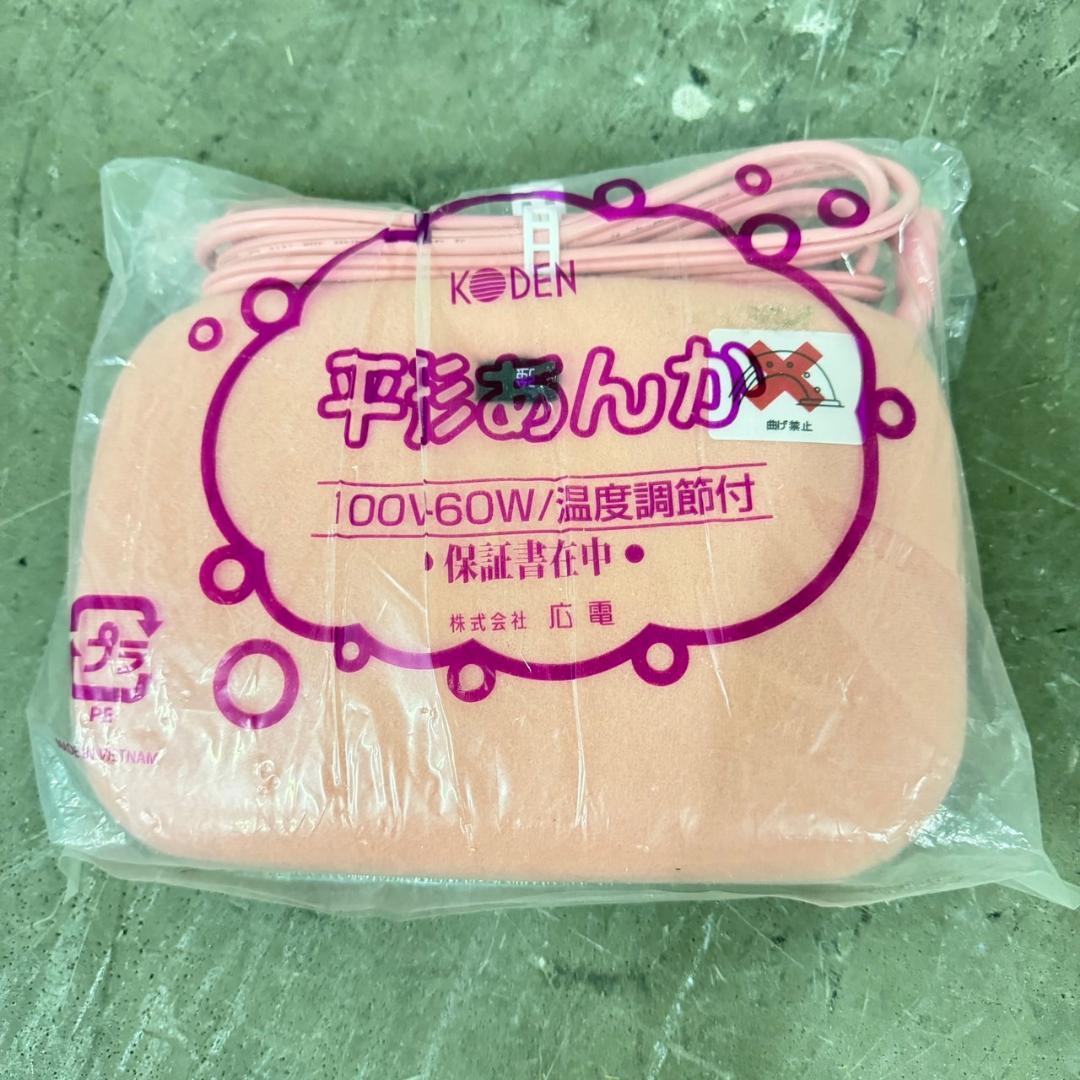 KODEN
平形あんか
曲げ禁止
100V-60W/温度調節付
• 保証書在中 •
株式会社 広電
プラ
PE
MADE IN VIETNAM